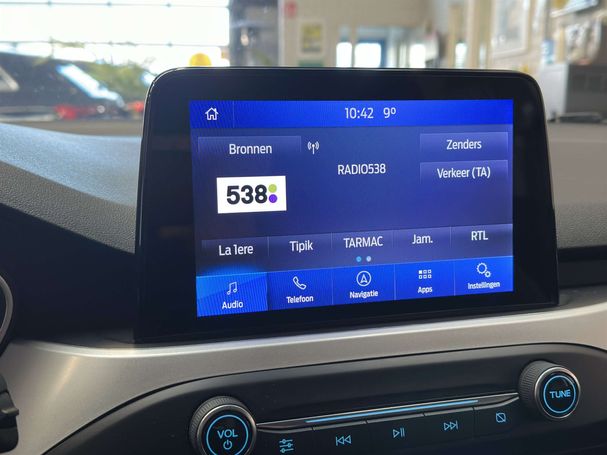 10:42 9°
Bronnen
Zenders
RADIO538
Verkeer (TA)
538
La 1ere Tipik TARMAC Jam. RTL
Audio Telefoon Navigatie Apps Instellingen
VOL
TUNE